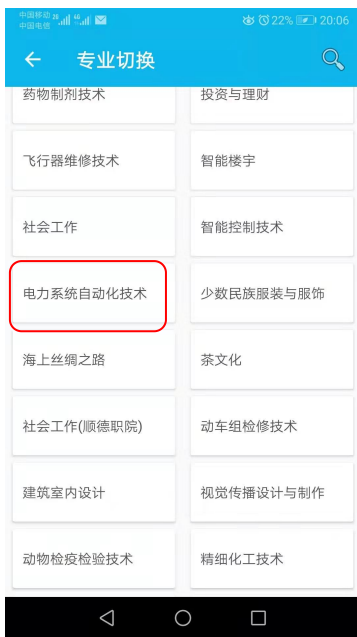 中国移动 2G 4G
中国电信 22% 20:06
专业切换
药物制剂技术 投资与理财
飞行器维修技术 智能楼宇
社会工作 智能控制技术
电力系统自动化技术 少数民族服装与服饰
海上丝绸之路 茶文化
社会工作(顺德职院) 动车组检修技术
建筑室内设计 视觉传播设计与制作
动物检疫检验技术 精细化工技术